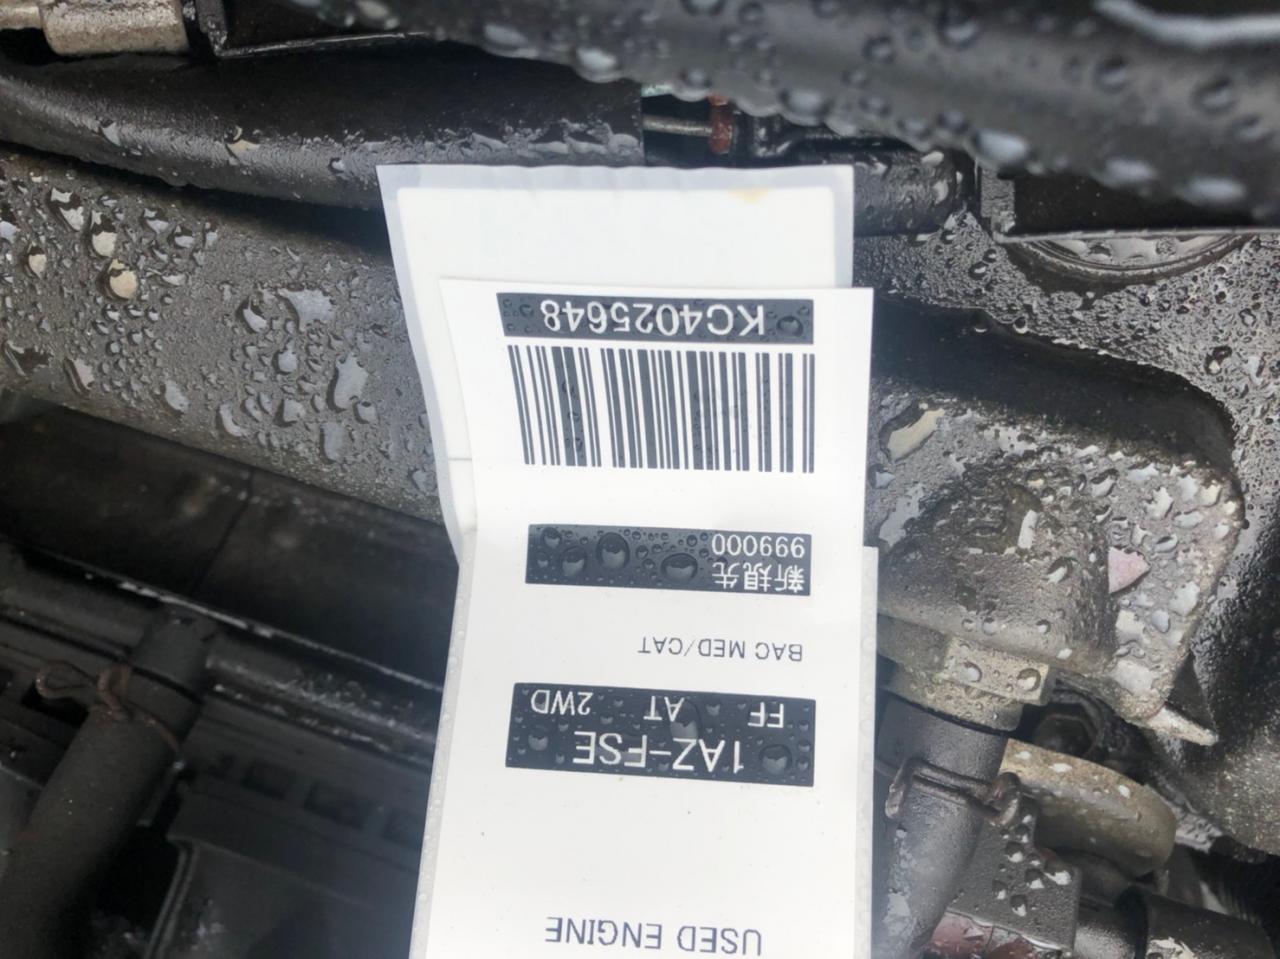 USED ENGINE
1AZ-FSE
FF AT 2WD
BAC MED/CAT
新規先
999000
KC4025648